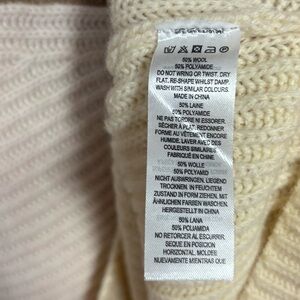 50% WOOL
50% POLYAMIDE
DO NOT WRING OR TWIST. DRY
FLAT. RE-SHAPE WHILST DAMP.
WASH WITH SIMILAR COLOURS.
MADE IN CHINA
50% LAINE
50% POLYAMIDE
NE PAS TORDRE NI ESSORER.
SÉCHER À PLAT. REDONNER
FORME AU VÊTEMENT ENCORE
HUMIDE. LAVER AVEC DES
COULEURS SIMILAIRES
FABRIQUÉ EN CHINE
50% WOLLE
50% POLYAMID
NICHT AUSWRINGEN, LIEGEND
TROCKNEN. IN FEUCHTEM
ZUSTAND IN FORM ZIEHEN, MIT
ÄHNLICHEN FARBEN WASCHEN
HERGESTELLT IN CHINA
50% LANA
50% POLIAMIDA
NO RETORCER AL ESCURRIR.
SEQUE EN POSICIÓN
HORIZONTAL. MOLDEE
NUEVAMENTE MIENTRAS QUE